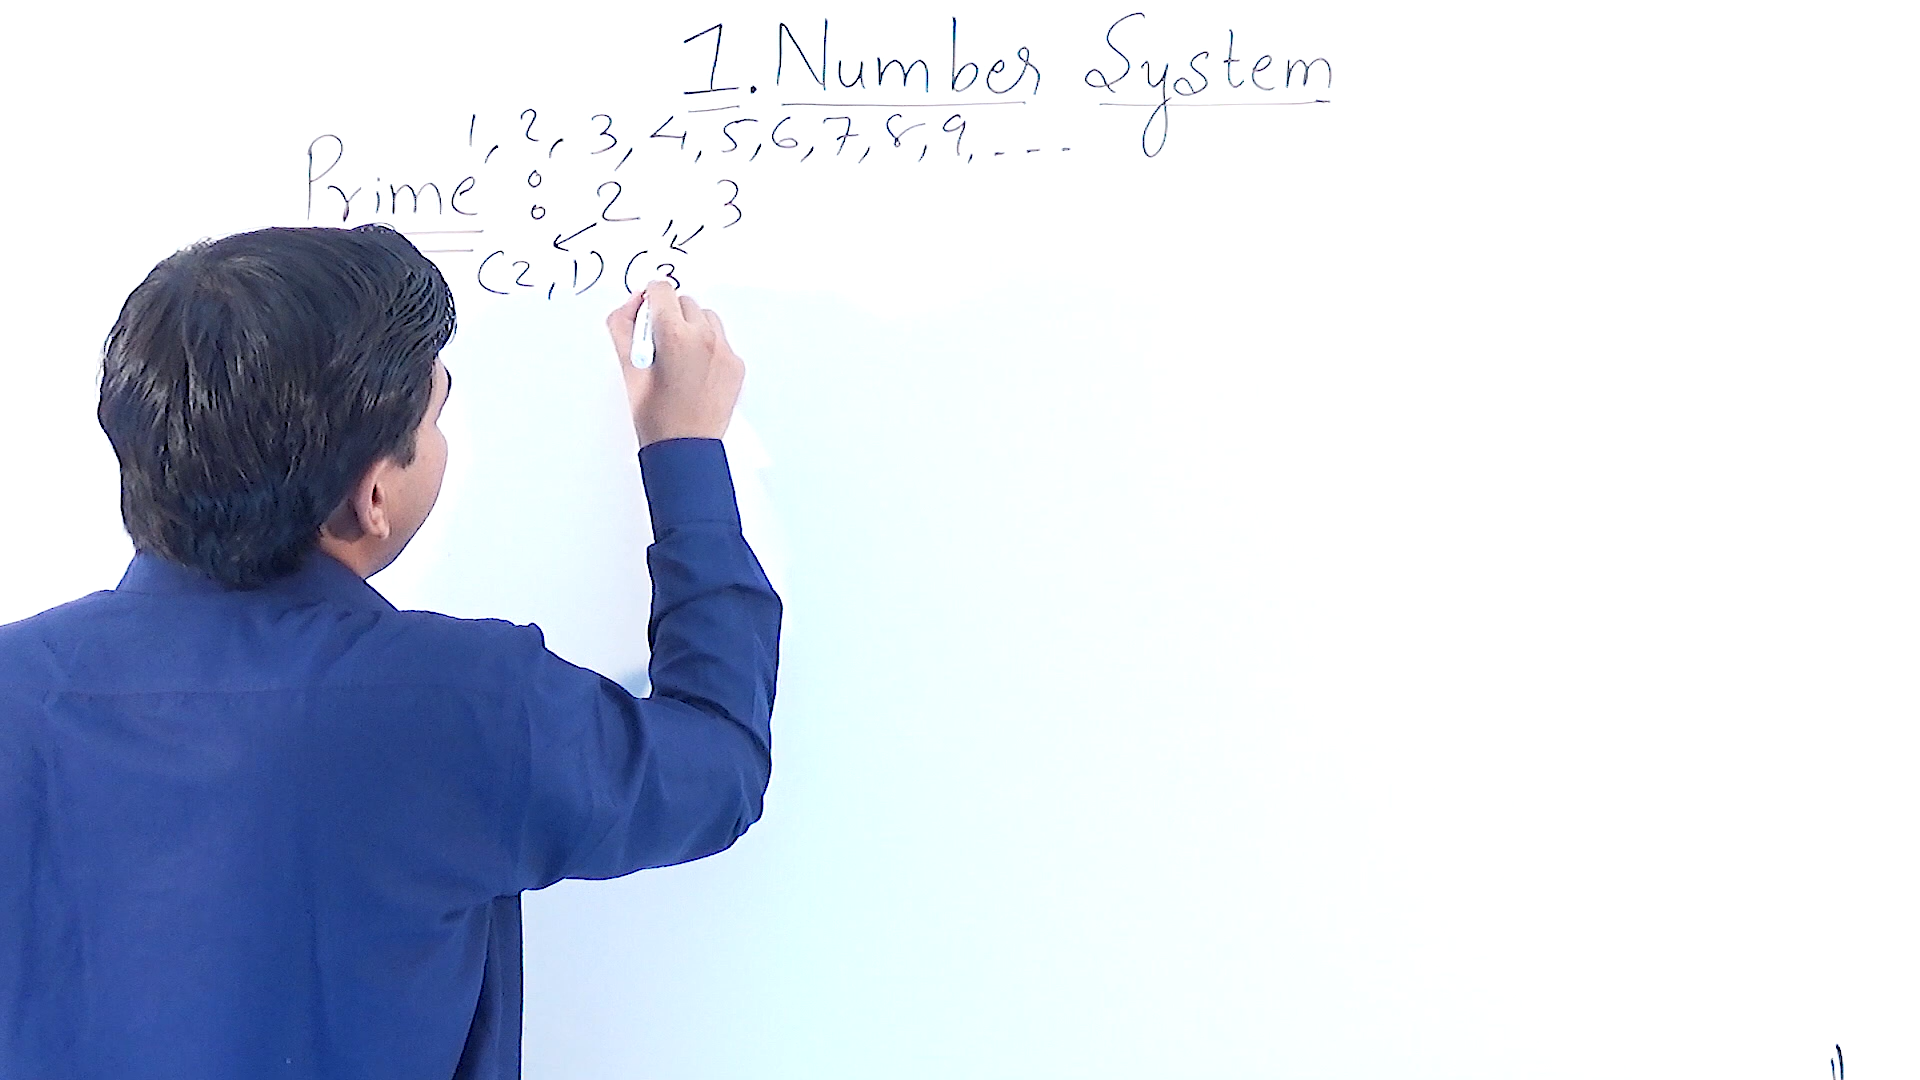 1. Number System
1, 2, 3, 4, 5, 6, 7, 8, 9, ...
Prime : 2, 3
(2, 1) (3